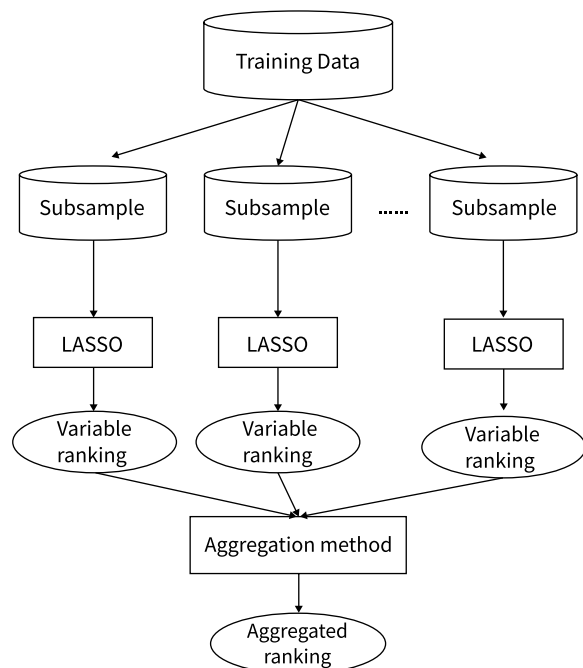 Training Data
Subsample
Subsample
......
Subsample
LASSO
LASSO
LASSO
Variable
ranking
Variable
ranking
Variable
ranking
Aggregation method
Aggregated
ranking